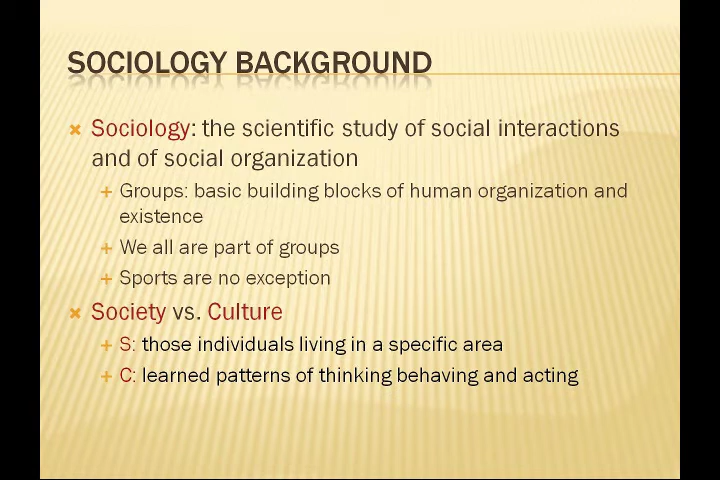 SOCIOLOGY BACKGROUND
Sociology: the scientific study of social interactions
and of social organization
Groups: basic building blocks of human organization and
existence
We all are part of groups
Sports are no exception
Society vs. Culture
S: those individuals living in a specific area
C: learned patterns of thinking behaving and acting